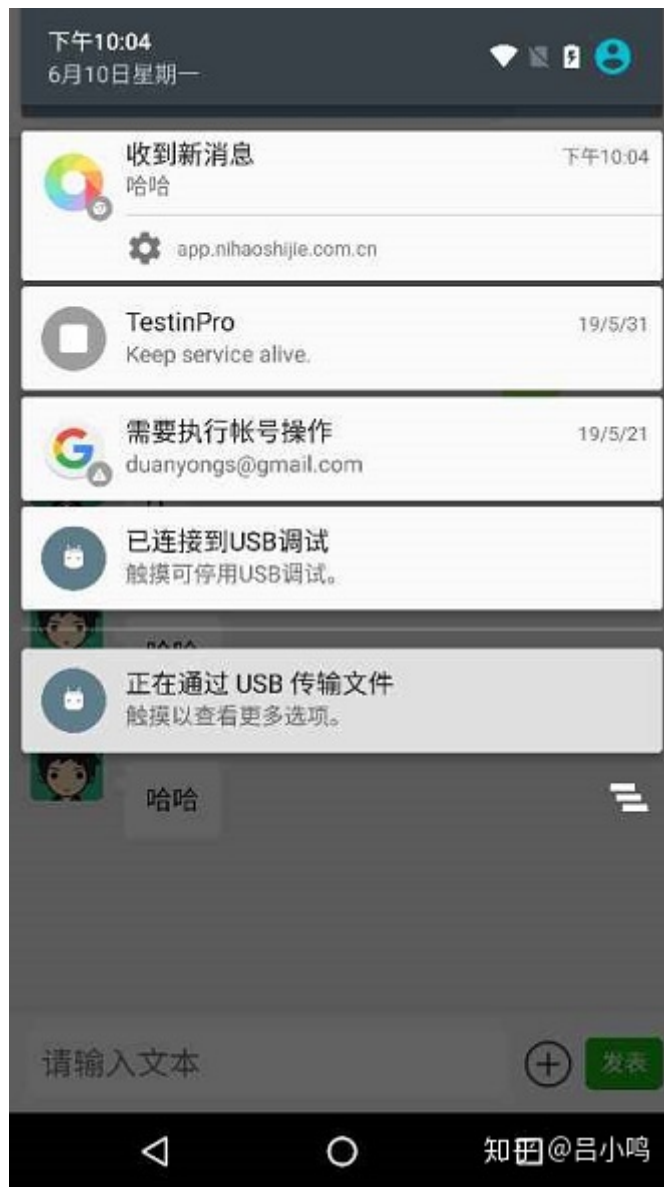 下午10:04
6月10日星期一
收到新消息
下午10:04
哈哈
app.nihaoshijie.com.cn
TestinPro
19/5/31
Keep service alive.
需要执行帐号操作
19/5/21
duanyongs@gmail.com
已连接到USB调试
触摸可停用USB调试。
正在通过 USB 传输文件
触摸以查看更多选项。
哈哈
请输入文本
发表
知乎 @吕小鸣